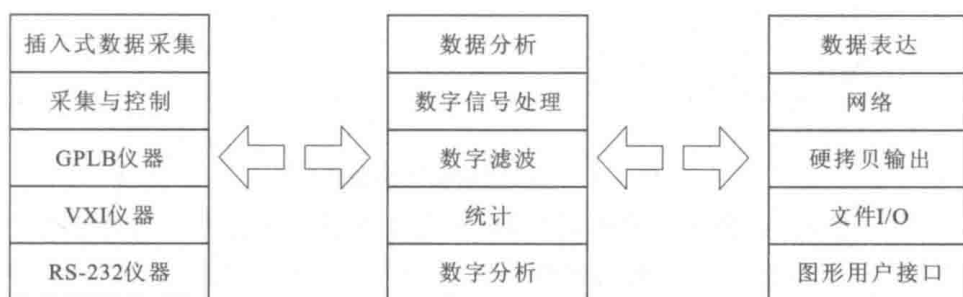 插入式数据采集
采集与控制
GPLB仪器
VXI仪器
RS-232仪器
数据分析
数字信号处理
数字滤波
统计
数字分析
数据表达
网络
硬拷贝输出
文件I/O
图形用户接口